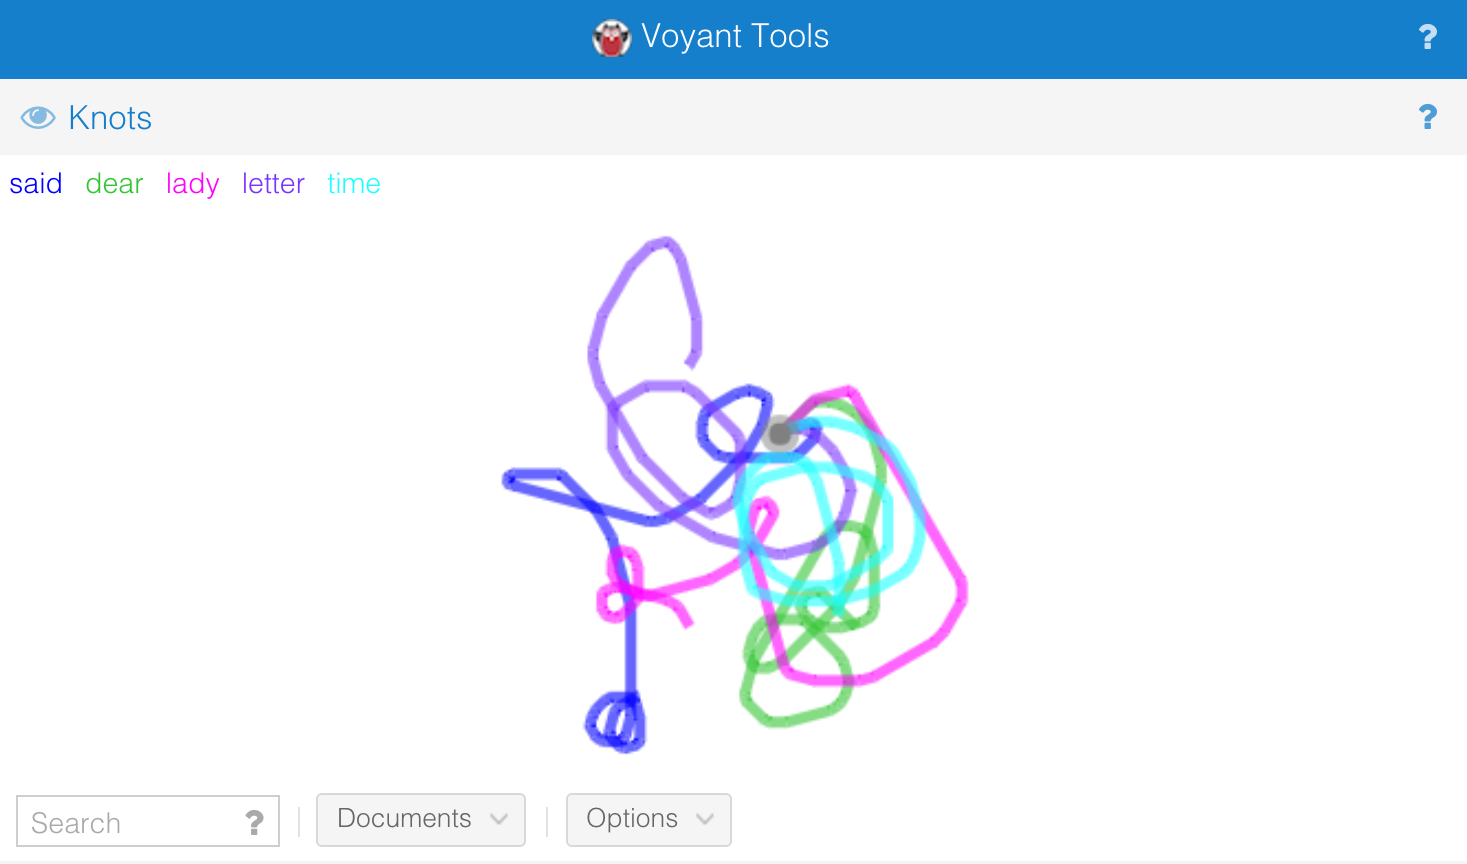 Voyant Tools ?
Knots ?
said dear lady letter time
Search ? Documents Options